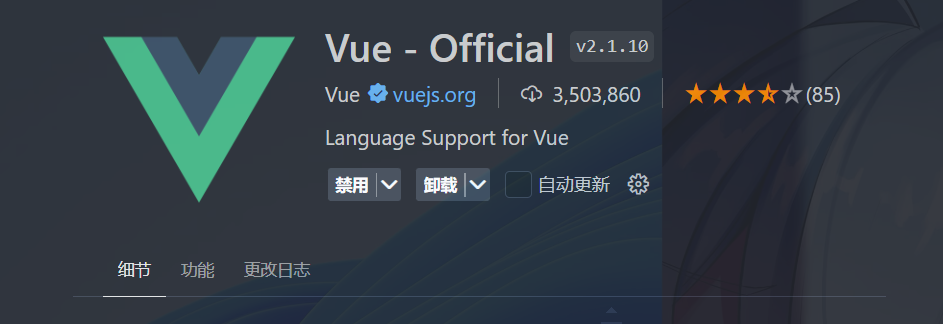 Vue - Official v2.1.10
Vue vuejs.org 3,503,860 (85)
Language Support for Vue
禁用 卸载 自动更新
细节 功能 更改日志